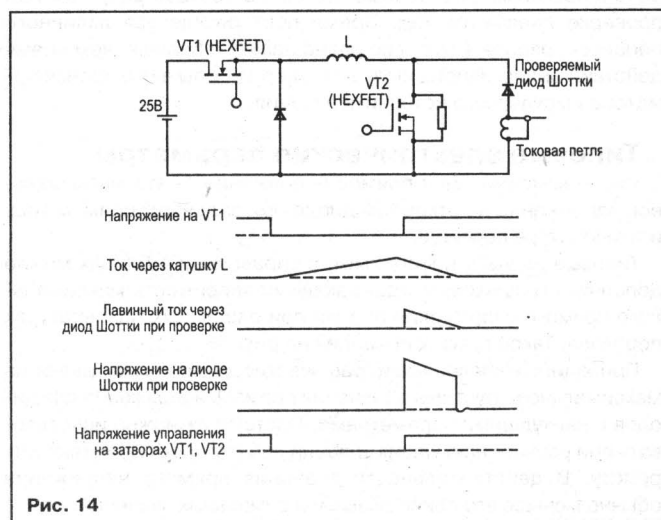 VT1 (HEXFET)
L
25В
VT2
(HEXFET)
Проверяемый
диод Шоттки
Токовая петля
Напряжение на VT1
Ток через катушку L
Лавинный ток через
диод Шоттки при проверке
Напряжение на диоде
Шоттки при проверке
Напряжение управления
на затворах VT1, VT2
Рис. 14